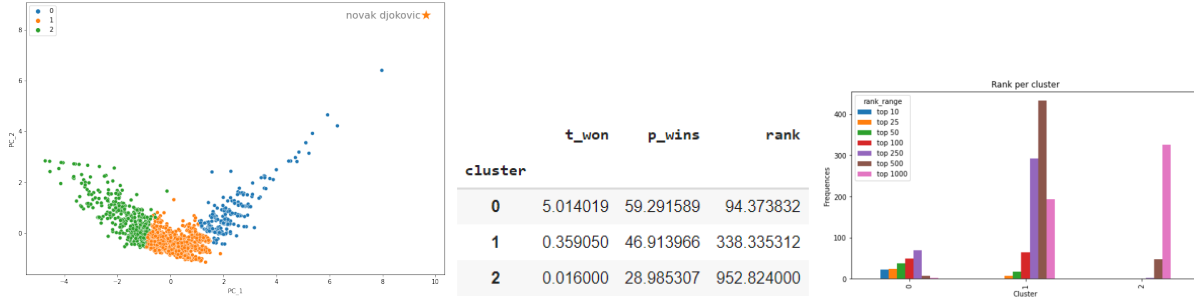 0
1
2
novak djokovic
8
6
4
2
0
PC_2
-4 -2 0 2 4 6 8 10
PC_1
t_won p_wins rank
cluster
0 5.014019 59.291589 94.373832
1 0.359050 46.913966 338.335312
2 0.016000 28.985307 952.824000
Rank per cluster
rank_range
top 10
top 25
top 50
top 100
top 250
top 500
top 1000
400
300
200
100
0
Frequences
0 1 2
Cluster